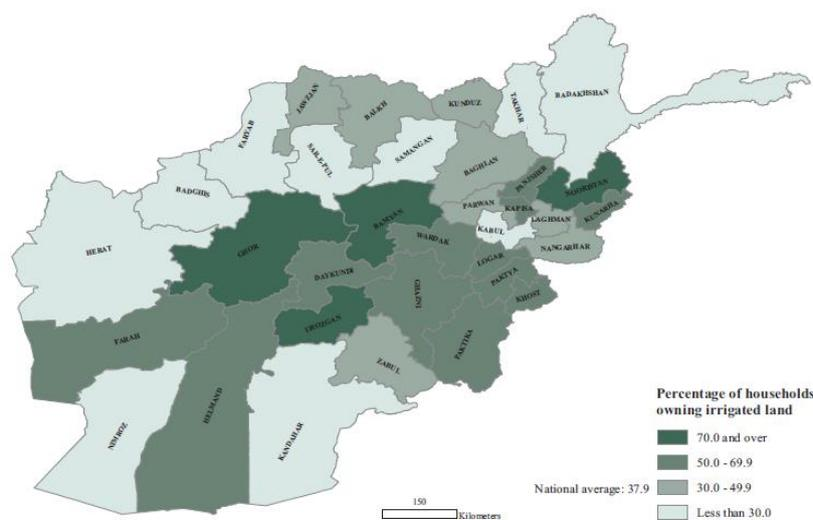 BADAKHSHAN
TAKHAR
KUNDUZ
JAWZJAN
BALKH
FARYAB
SAR-E-PUL
SAMANGAN
BAGHLAN
PANJSHER
NOORISTAN
BADGHIS
PARWAN
KAPISA
LAGHMAN
KUNARHA
BAMYAN
KABUL
WARDAK
NANGARHAR
HERAT
GHOR
LOGAR
DAYKUNDI
PAKTYA
GHAZNI
KHOST
UROZGAN
FARAH
PAKTIKA
ZABUL
HELMAND
NIMROZ
KANDAHAR
Percentage of households
owning irrigated land
70.0 and over
50.0 - 69.9
30.0 - 49.9
Less than 30.0
National average: 37.9
150
Kilometers